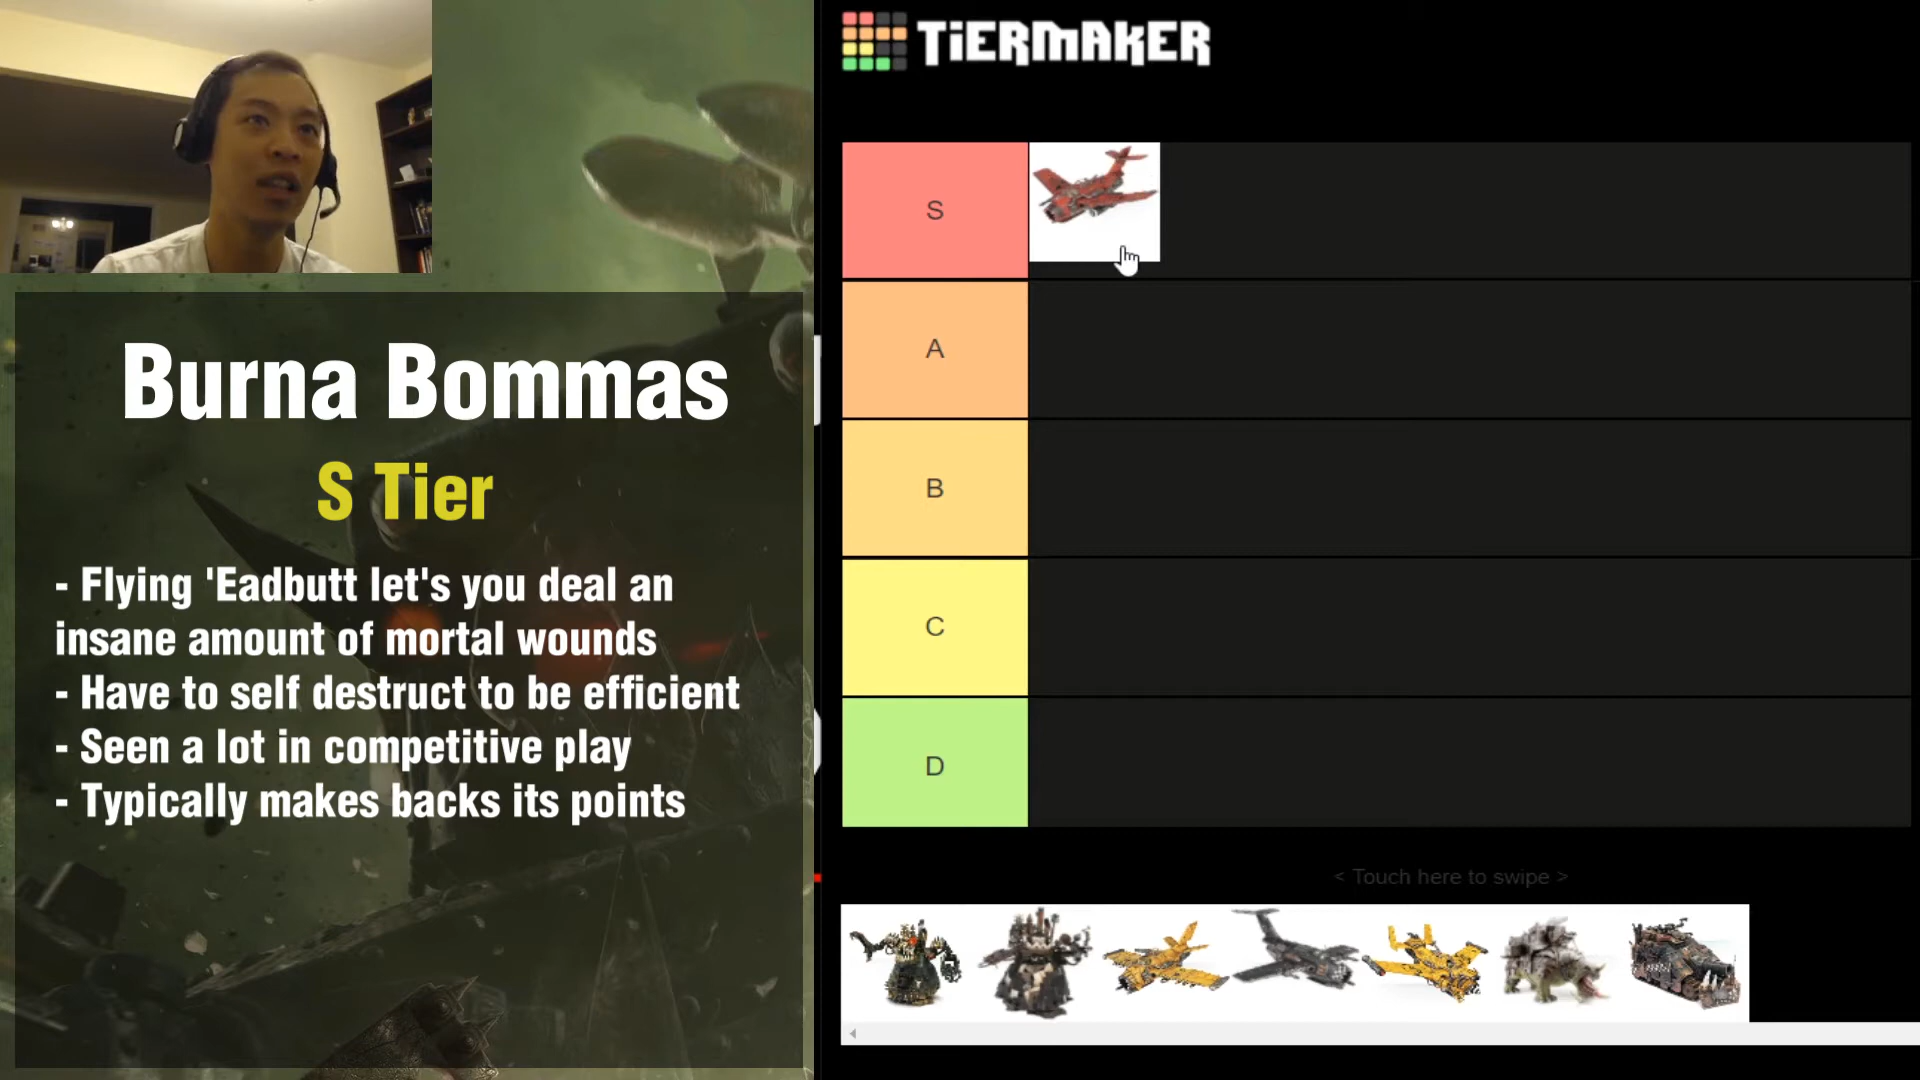 TiERMAKER
Burna Bommas
S Tier
- Flying 'Eadbutt let's you deal an
insane amount of mortal wounds
- Have to self destruct to be efficient
- Seen a lot in competitive play
- Typically makes backs its points
S
A
B
C
D
< Touch here to swipe >